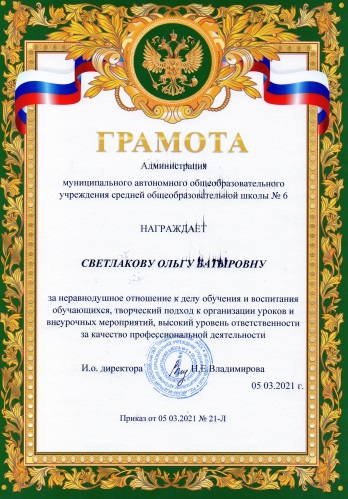 ГРАМОТА
Администрация
муниципального автономного общеобразовательного
учреждения средней общеобразовательной школы № 6
НАГРАЖДАЕТ
СВЕТЛАКОВУ ОЛЬГУ ВАТЫРОВНУ
за неравнодушное отношение к делу обучения и воспитания
обучающихся, творческий подход к организации уроков и
внеурочных мероприятий, высокий уровень ответственности
за качество профессиональной деятельности
И.о. директора Н.Е.Владимирова
05 03.2021 г.
Приказ от 05 03.2021 № 21-Л